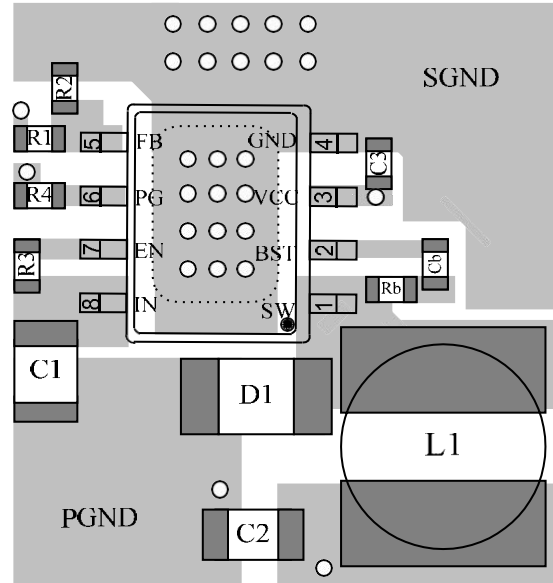 SGND
R2
R1
5
FB
GND
4
C3
R4
6
PG
VCC
3
R3
7
EN
BST
2
Cb
Rb
8
IN
SW
1
C1
D1
L1
PGND
C2